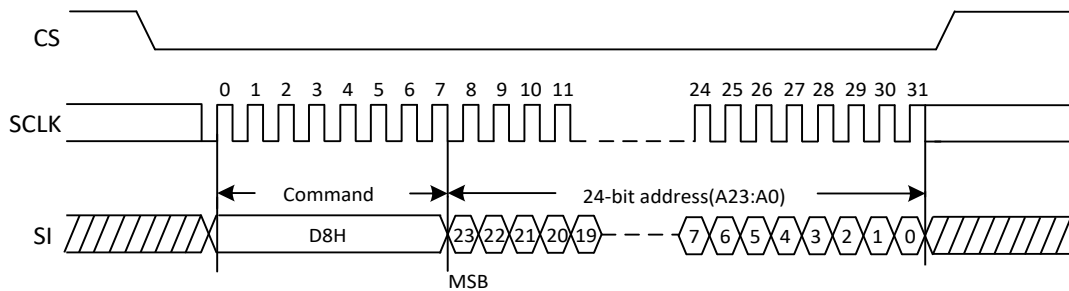 CS
0 1 2 3 4 5 6 7 8 9 10 11 24 25 26 27 28 29 30 31
SCLK
Command 24-bit address(A23:A0)
SI D8H 23 22 21 20 19 7 6 5 4 3 2 1 0
MSB